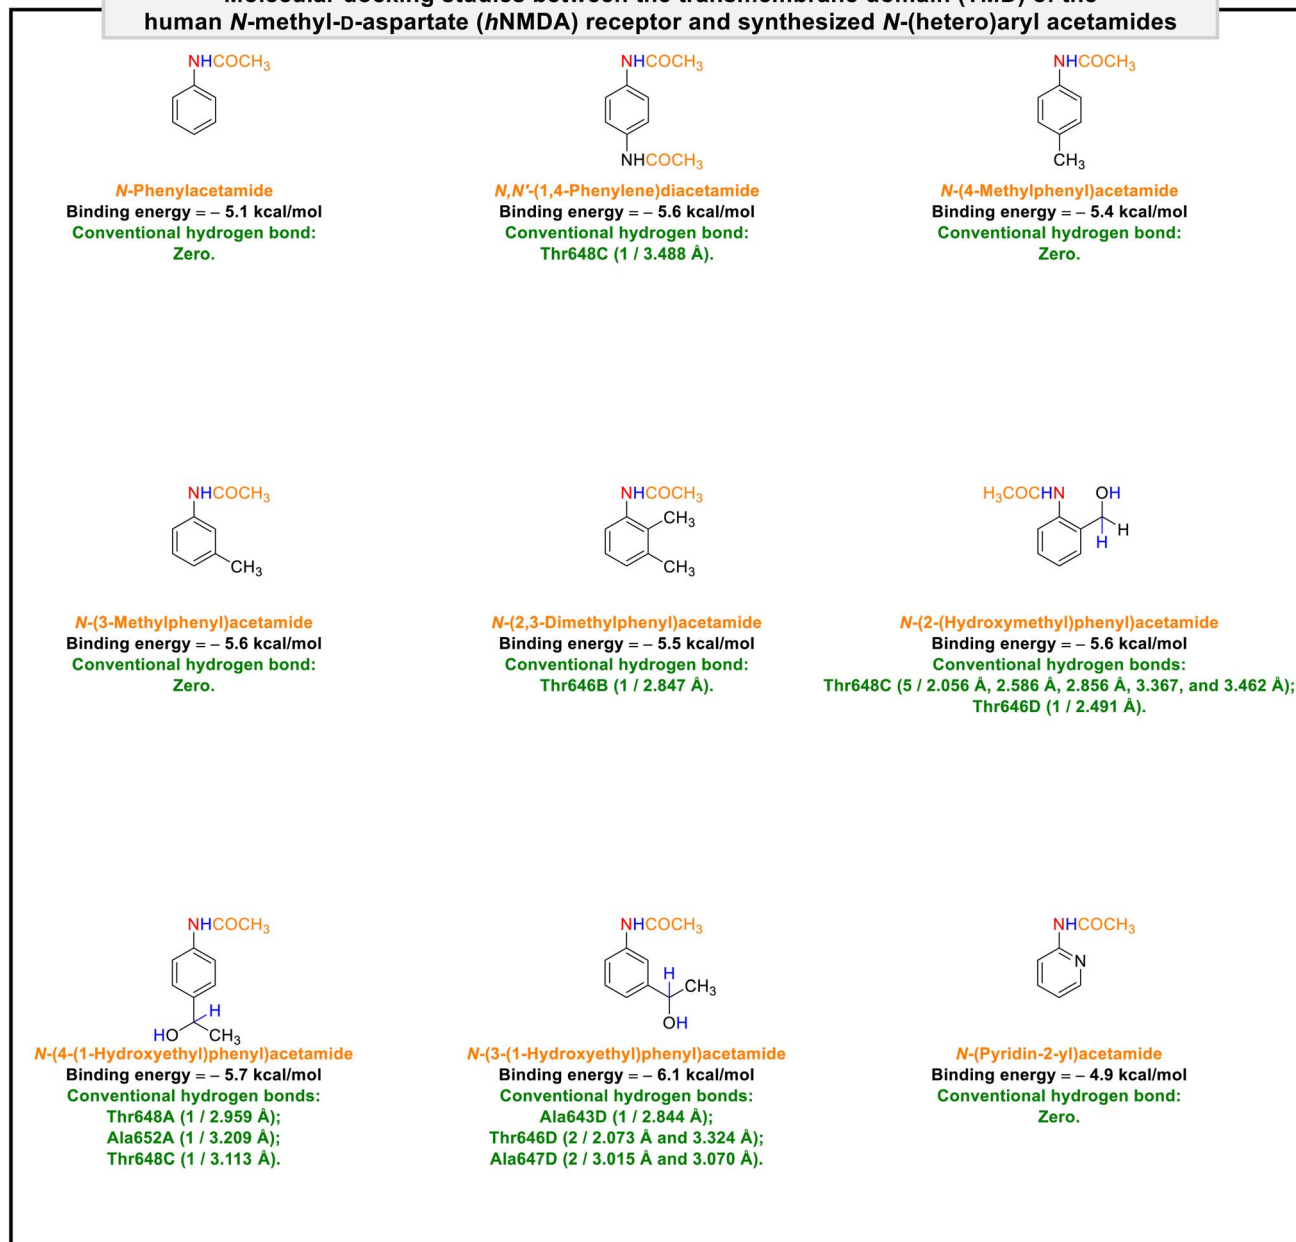 Molecular docking studies between the transmembrane domain (TMD) of the
human N-methyl-D-aspartate (hNMDA) receptor and synthesized N-(hetero)aryl acetamides
NHCOCH3
NHCOCH3
N-Phenylacetamide
Binding energy = – 5.1 kcal/mol
Conventional hydrogen bond:
Zero.
NHCOCH3
N,N′-(1,4-Phenylene)diacetamide
Binding energy = – 5.6 kcal/mol
Conventional hydrogen bond:
Thr648C (1 / 3.488 Å).
NHCOCH3
CH3
N-(4-Methylphenyl)acetamide
Binding energy = – 5.4 kcal/mol
Conventional hydrogen bond:
Zero.
NHCOCH3
CH3
N-(3-Methylphenyl)acetamide
Binding energy = – 5.6 kcal/mol
Conventional hydrogen bond:
Zero.
NHCOCH3
CH3
CH3
N-(2,3-Dimethylphenyl)acetamide
Binding energy = – 5.5 kcal/mol
Conventional hydrogen bond:
Thr646B (1 / 2.847 Å).
H3COCHN
OH
H
H
N-(2-(Hydroxymethyl)phenyl)acetamide
Binding energy = – 5.6 kcal/mol
Conventional hydrogen bonds:
Thr648C (5 / 2.056 Å, 2.586 Å, 2.856 Å, 3.367, and 3.462 Å);
Thr646D (1 / 2.491 Å).
NHCOCH3
H
HO
CH3
N-(4-(1-Hydroxyethyl)phenyl)acetamide
Binding energy = – 5.7 kcal/mol
Conventional hydrogen bonds:
Thr648A (1 / 2.959 Å);
Ala652A (1 / 3.209 Å);
Thr648C (1 / 3.113 Å).
NHCOCH3
H
CH3
OH
N-(3-(1-Hydroxyethyl)phenyl)acetamide
Binding energy = – 6.1 kcal/mol
Conventional hydrogen bonds:
Ala643D (1 / 2.844 Å);
Thr646D (2 / 2.073 Å and 3.324 Å);
Ala647D (2 / 3.015 Å and 3.070 Å).
NHCOCH3
N
N-(Pyridin-2-yl)acetamide
Binding energy = – 4.9 kcal/mol
Conventional hydrogen bond:
Zero.